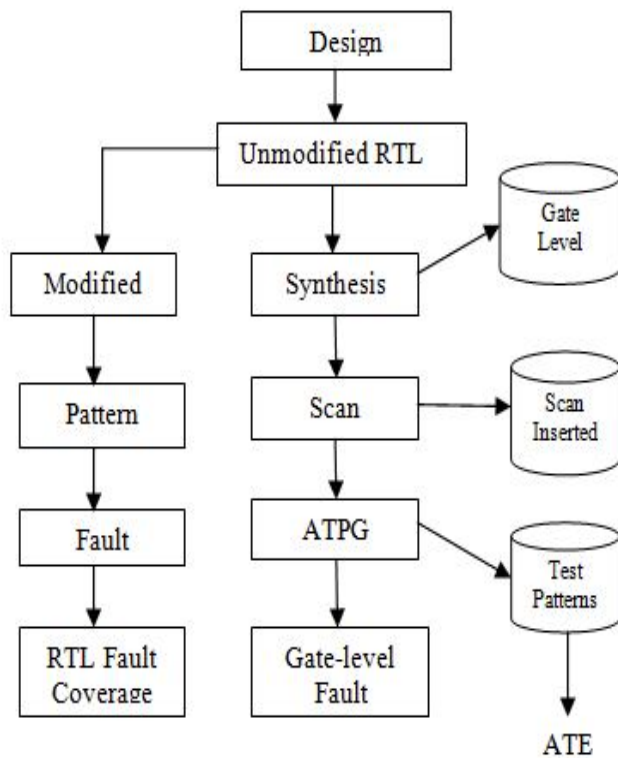 Design
Unmodified RTL
Gate
Level
Modified
Synthesis
Scan
Inserted
Pattern
Scan
Fault
ATPG
Test
Patterns
RTL Fault
Coverage
Gate-level
Fault
ATE